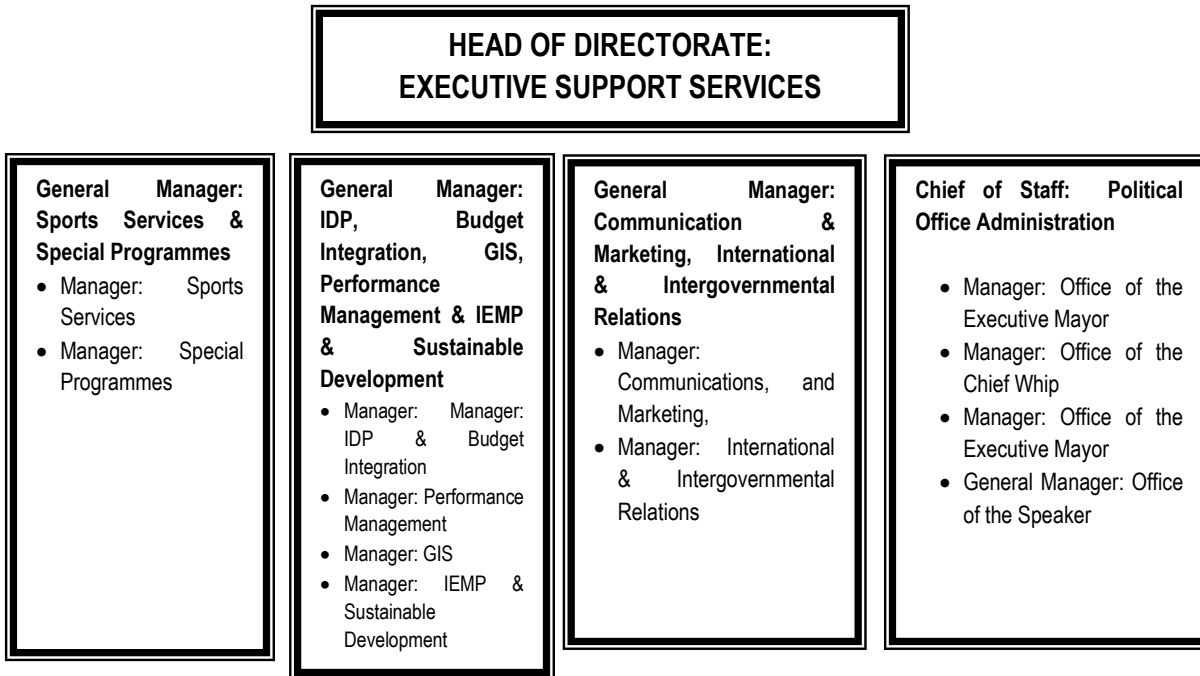 HEAD OF DIRECTORATE:
EXECUTIVE SUPPORT SERVICES
General Manager:
Sports Services &
Special Programmes
• Manager: Sports
Services
• Manager: Special
Programmes
General Manager:
IDP, Budget
Integration, GIS,
Performance
Management & IEMP
& Sustainable
Development
• Manager: Manager:
IDP & Budget
Integration
• Manager: Performance
Management
• Manager: GIS
• Manager: IEMP &
Sustainable
Development
General Manager:
Communication &
Marketing, International
& Intergovernmental
Relations
• Manager:
Communications, and
Marketing,
• Manager: International
& Intergovernmental
Relations
Chief of Staff: Political
Office Administration
• Manager: Office of the
Executive Mayor
• Manager: Office of the
Chief Whip
• Manager: Office of the
Executive Mayor
• General Manager: Office
of the Speaker